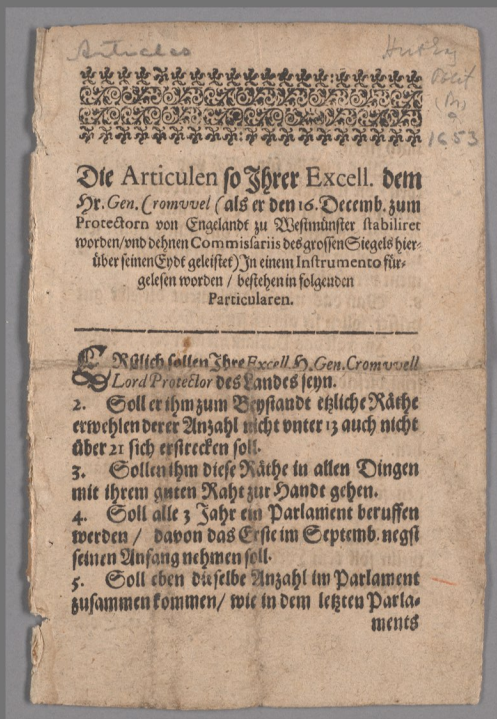 Articules
Brit
1653
Die Articulen so Ihrer Excell. dem
Hr. Gen. Cromvvel (als er den 16. Decemb. zum
Protectorn von Engelandt zu Westmünster stabiliret
worden/vnd dehnen Commissariis des grossen Siegels hier-
über seinen Eydt geleistet) In einem Instrumento für-
gelesen worden / bestehen in folgenden
Particularen.
ERstlich sollen Ihre Excell. H. Gen. Cromvvell
Lord Protector des Landes seyn.
2. Soll er ihm zum Beystandt etzliche Räthe
erwehlen derer Anzahl nicht vnter 13 auch nicht
über 21 sich erstrecken soll.
3. Sollen ihm diese Räthe in allen Dingen
mit ihrem guten Raht zur Handt gehen.
4. Soll alle 3 Jahr ein Parlament beruffen
werden / davon das Erste im Septemb. negst
seinen Anfang nehmen soll.
5. Soll eben dieselbe Anzahl im Parlament
zusammen kommen/ wie in dem letzten Parla-
ments